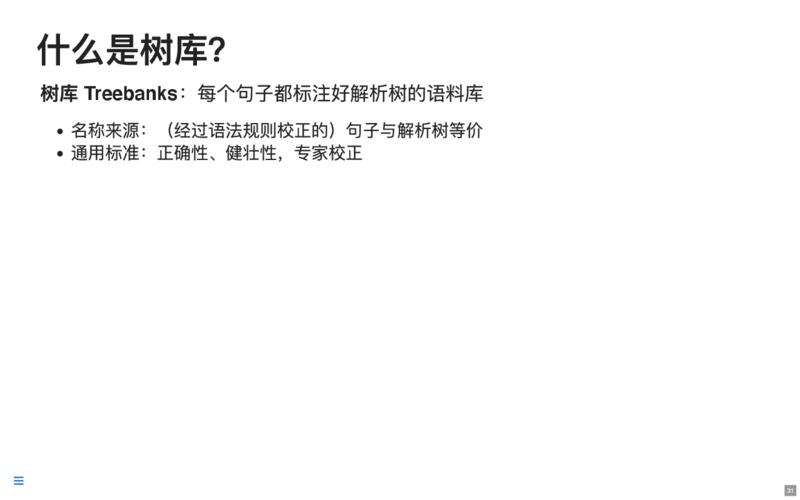 什么是树库?
树库 Treebanks：每个句子都标注好解析树的语料库
• 名称来源：（经过语法规则校正的）句子与解析树等价
• 通用标准：正确性、健壮性，专家校正
31